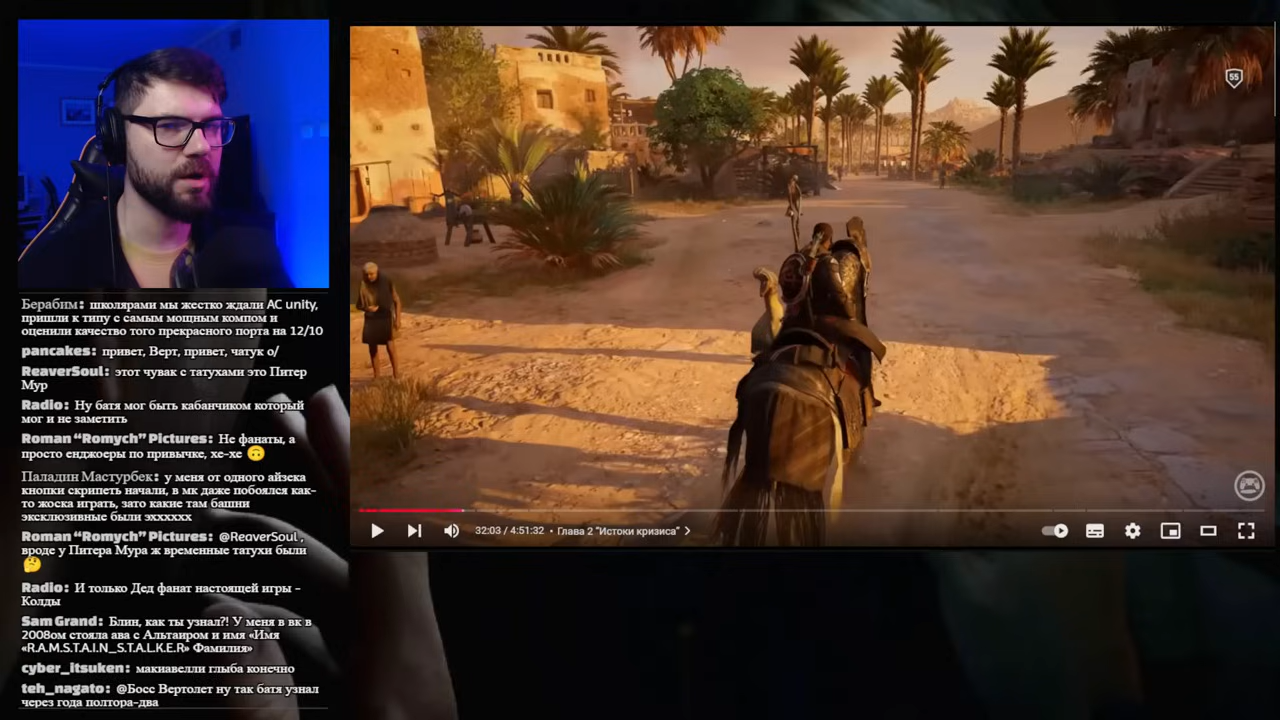 55
Берабим: школярами мы жестко ждали AC unity,
пришли к типу с самым мощным компом и
оценили качество того прекрасного порта на 12/10
pancakes: привет, Верт, привет, чатук o/
ReaverSoul: этот чувак с татухами это Питер
Мур
Radio: Ну батя мог быть кабанчиком который
мог и не заметить
Roman “Romych” Pictures: Не фанаты, а
просто енджоеры по привычке, хе-хе 🙃
Паладин Мастурбек: у меня от одного айзека
кнопки скрипеть начали, в мк даже побоялся как-
то жоска играть, зато какие там башни
эксклюзивные были эххххххх
Roman “Romych” Pictures: @ReaverSoul ,
вроде у Питера Мура ж временные татухи были
🤔
Radio: И только Дед фанат настоящей игры -
Колды
Sam Grand: Блин, как ты узнал?! У меня в вк в
2008ом стояла ава с Альтаиром и имя «Имя
«R.A.M.S.T.A.I.N_S.T.A.L.K.E.R» Фамилия»
cyber_itsuken: макиавелли глыба конечно
teh_nagato: @Босс Вертолет ну так батя узнал
через года полтора-два
32:03 / 4:51:32 • Глава 2 "Истоки кризиса"